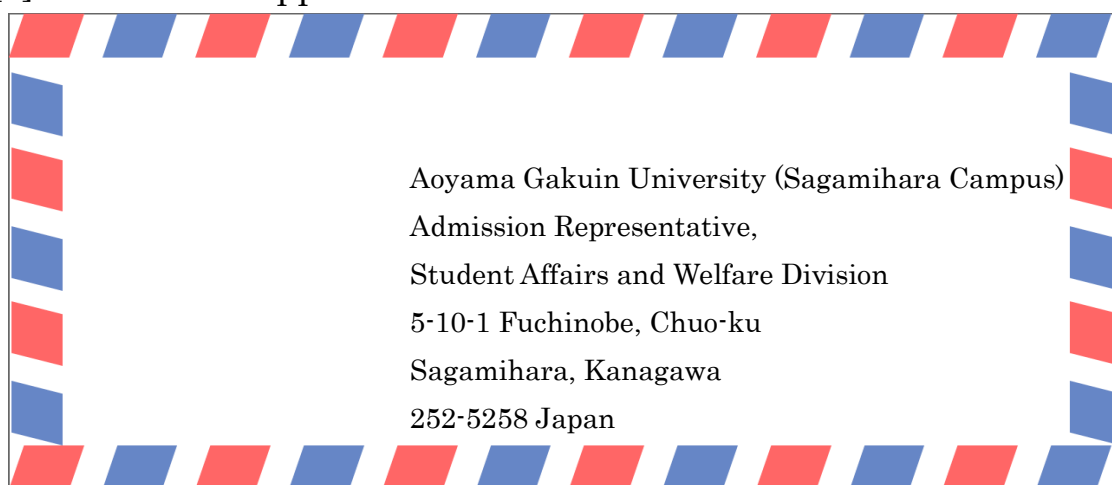 Aoyama Gakuin University (Sagamihara Campus)
Admission Representative,
Student Affairs and Welfare Division
5-10-1 Fuchinobe, Chuo-ku
Sagamihara, Kanagawa
252-5258 Japan